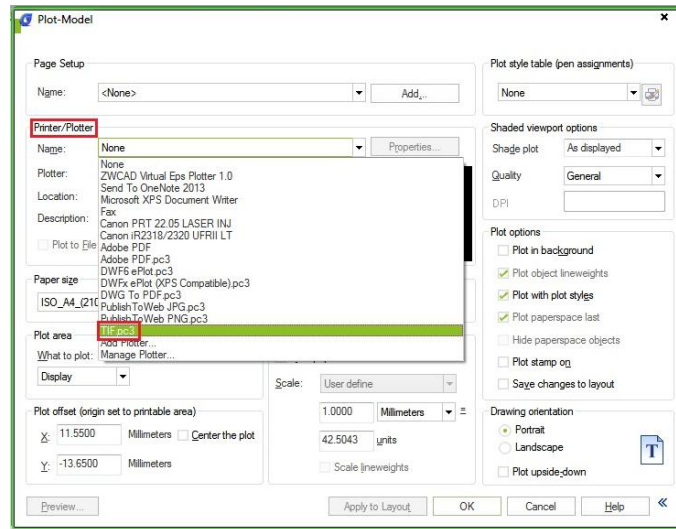 Plot-Model
Page Setup
Name: <None> Add...
Plot style table (pen assignments)
None
Printer/Plotter
Name: None Properties...
Plotter:
Location:
Description:
Plot to File
None
ZWCAD Virtual Eps Plotter 1.0
Send To OneNote 2013
Microsoft XPS Document Writer
Fax
Canon PRT 22.05 LASER INJ
Canon iR2318/2320 UFRII LT
Adobe PDF
Adobe PDF.pc3
DWF6 ePlot.pc3
DWFx ePlot (XPS Compatible).pc3
DWG To PDF.pc3
PublishToWeb JPG.pc3
PublishToWeb PNG.pc3
TIF.pc3
Add Plotter...
Manage Plotter...
Shaded viewport options
Shade plot As displayed
Quality General
DPI
Paper size
ISO_A4_(210
Plot area
What to plot:
Display
Scale: User define
1.0000 Millimeters =
42.5043 units
Scale lineweights
Plot offset (origin set to printable area)
X: 11.5500 Millimeters Center the plot
Y: -13.6500 Millimeters
Plot options
Plot in background
Plot object lineweights
Plot with plot styles
Plot paperspace last
Hide paperspace objects
Plot stamp on
Save changes to layout
Drawing orientation
Portrait
Landscape
Plot upside-down
T
Preview... Apply to Layout OK Cancel Help